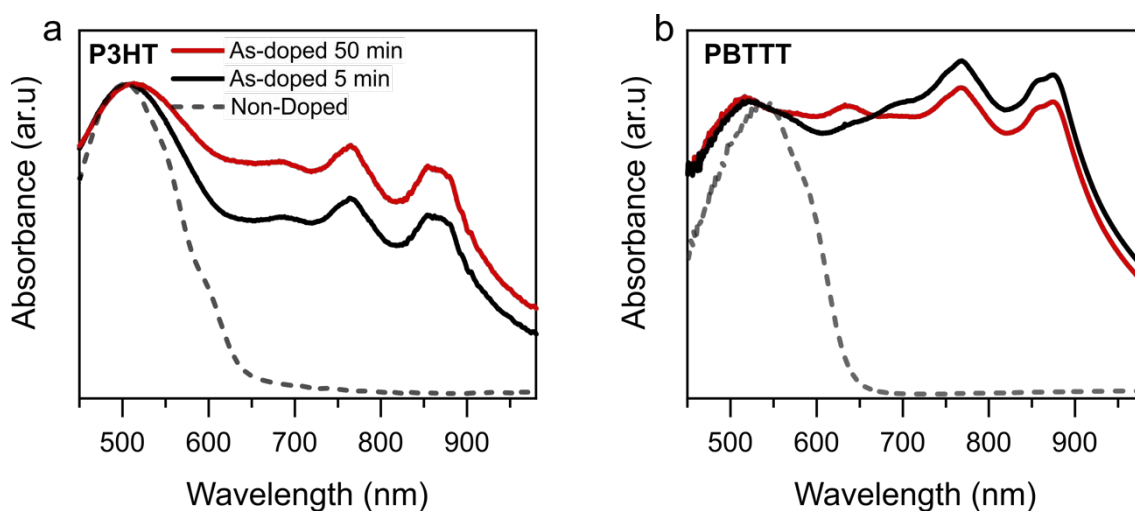 a
P3HT
As-doped 50 min
As-doped 5 min
Non-Doped
Absorbance (ar.u)
500 600 700 800 900
Wavelength (nm)
b
PBTTT
Absorbance (ar.u)
500 600 700 800 900
Wavelength (nm)